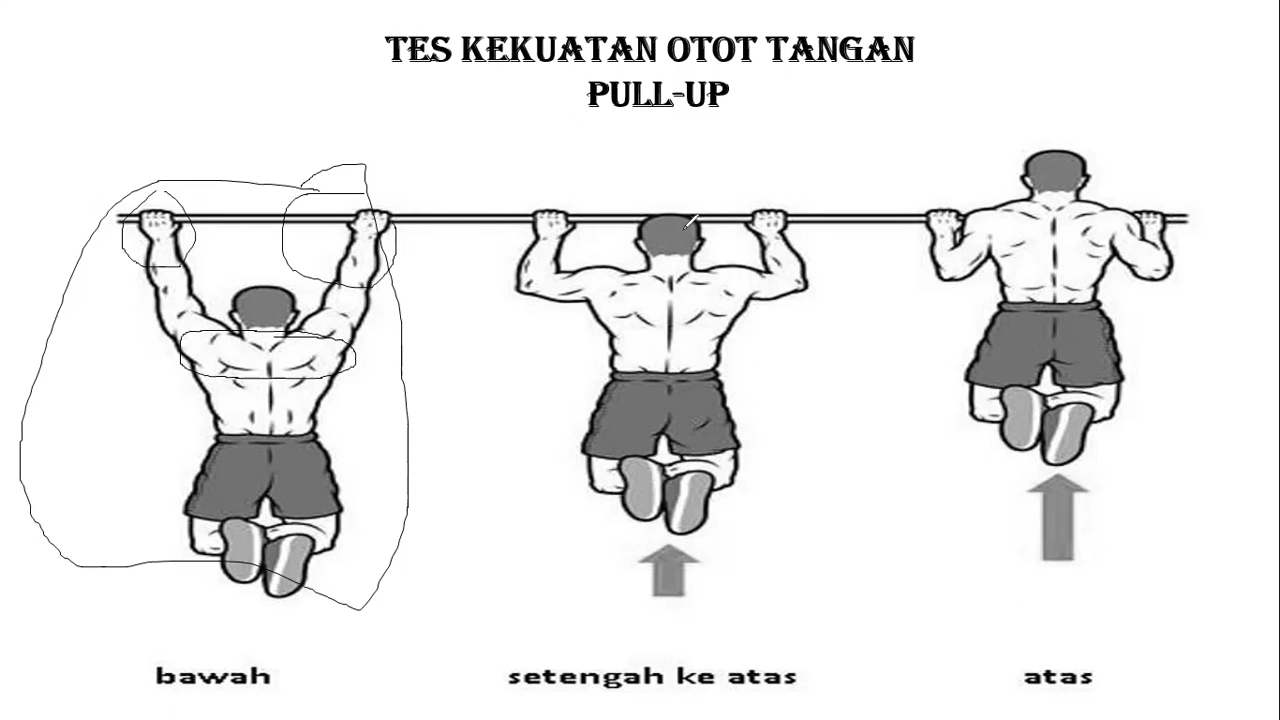 TES KEKUATAN OTOT TANGAN
PULL-UP
bawah
setengah ke atas
atas